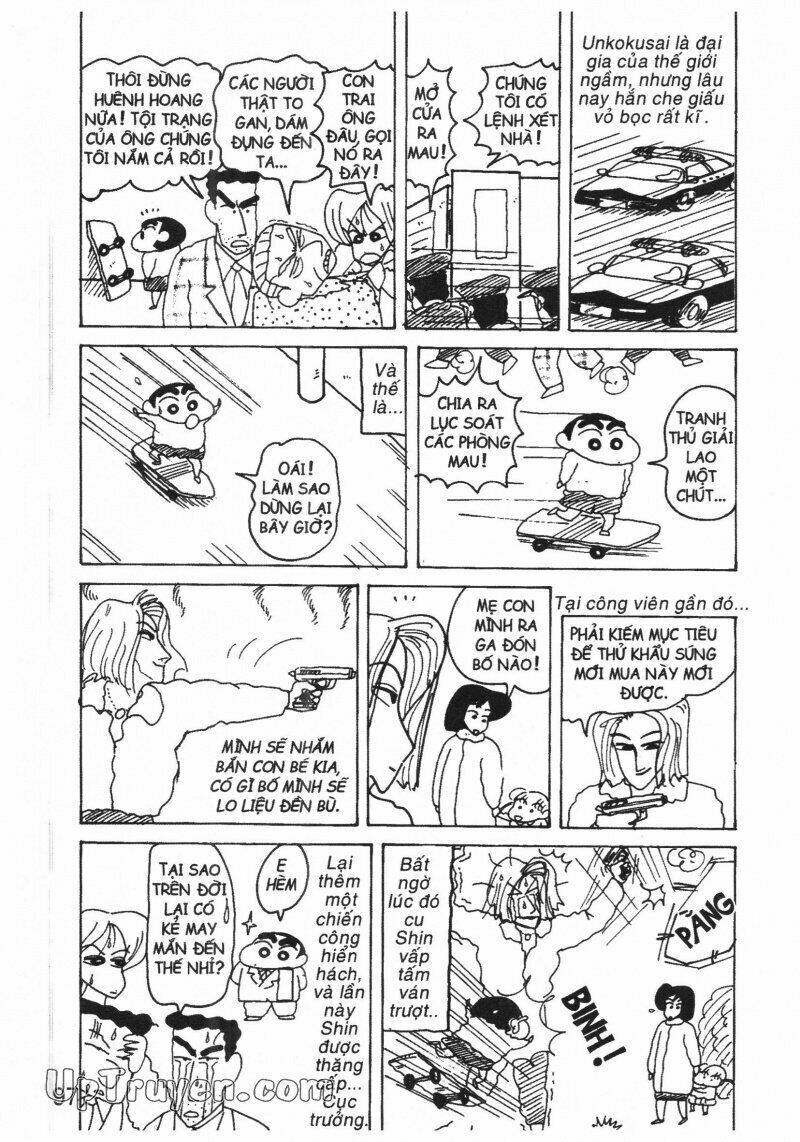 Unkokusai là đại
gia của thế giới
ngầm, nhưng lâu
nay hắn che giấu
vỏ bọc rất kĩ.
CHÚNG
TÔI CÓ
LỆNH XÉT
NHÀ!
MỞ
CỬA
RA
MAU!
CON
TRAI
ÔNG
ĐÂU, GỌI
NÓ RA
ĐÂY!
CÁC NGƯỜI
THẬT TO
GAN, DÁM
ĐỤNG ĐẾN
TA...
THÔI ĐỪNG
HUÊNH HOANG
NỮA! TỘI TRẠNG
CỦA ÔNG CHÚNG
TÔI NẮM CẢ RỒI!
TRANH
THỦ GIẢI
LAO
MỘT
CHÚT...
CHIA RA
LỤC SOÁT
CÁC PHÒNG
MAU!
Và
thế
là...
OÁI!
LÀM SAO
DỪNG LẠI
BÂY GIỜ?
Tại công viên gần đó...
PHẢI KIẾM MỤC TIÊU
ĐỂ THỬ KHẨU SÚNG
MỚI MUA NÀY MỚI
ĐƯỢC.
MẸ CON
MÌNH RA
GA ĐÓN
BỐ NÀO!
MÌNH SẼ NHẮM
BẮN CON BÉ KIA,
CÓ GÌ BỐ MÌNH SẼ
LO LIỆU ĐỀN BÙ.
PẰNG
BINH!
Bất
ngờ
lúc đó
cu
Shin
vấp
tấm
ván
trượt..
Lại
thêm
một
chiến
công
hiển
hách,
và lần
này
Shin
được
thăng
cấp...
Cục
trưởng.
E
HÈM
TẠI SAO
TRÊN ĐỜI
LẠI CÓ
KẺ MAY
MẮN ĐẾN
THẾ NHỈ?
UpTruyen.com